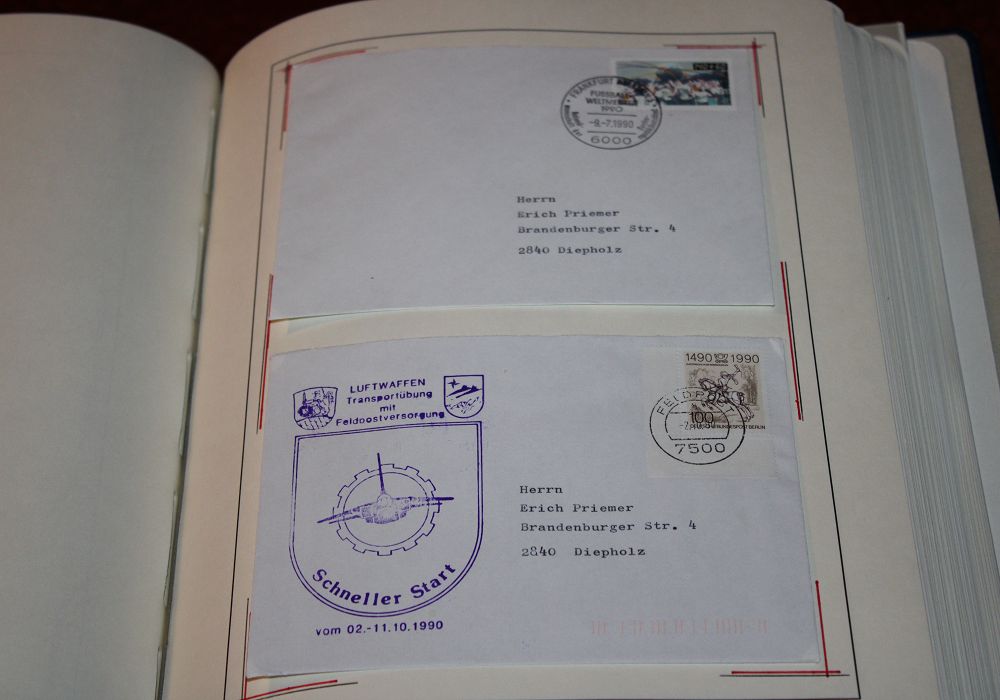 FRANKFURT
FUSSBALL
WELTMEISTER
1990
-9.-7.1990
6000
Herrn
Erich Priemer
Brandenburger Str. 4
2840 Diepholz
LUFTWAFFEN
Transportübung
mit
Feldpostversorgung
Schneller Start
vom 02.-11.10.1990
1490 1990
100
DEUTSCHE BUNDESPOST BERLIN
FELDPOST
7500
Herrn
Erich Priemer
Brandenburger Str. 4
2840 Diepholz